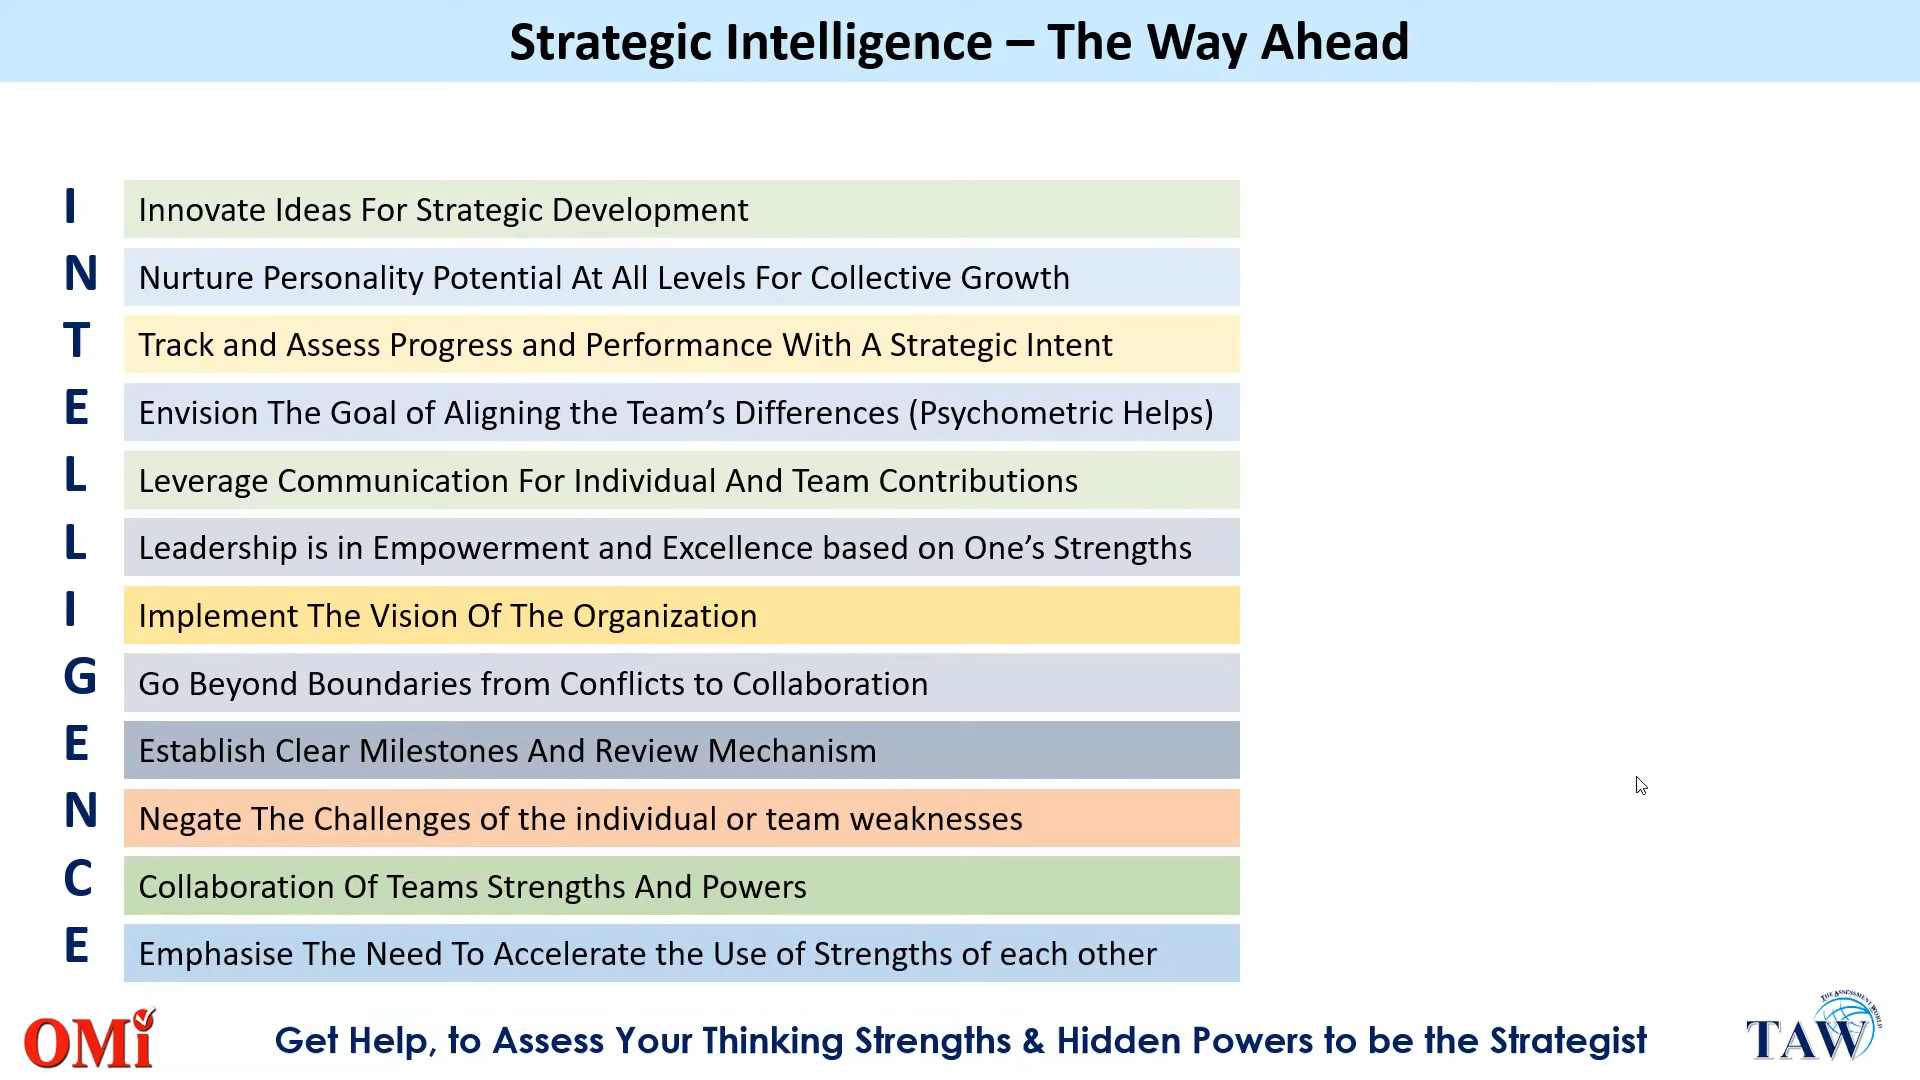 Strategic Intelligence – The Way Ahead
I Innovate Ideas For Strategic Development
N Nurture Personality Potential At All Levels For Collective Growth
T Track and Assess Progress and Performance With A Strategic Intent
E Envision The Goal of Aligning the Team’s Differences (Psychometric Helps)
L Leverage Communication For Individual And Team Contributions
L Leadership is in Empowerment and Excellence based on One’s Strengths
I Implement The Vision Of The Organization
G Go Beyond Boundaries from Conflicts to Collaboration
E Establish Clear Milestones And Review Mechanism
N Negate The Challenges of the individual or team weaknesses
C Collaboration Of Teams Strengths And Powers
E Emphasise The Need To Accelerate the Use of Strengths of each other
OMi
Get Help, to Assess Your Thinking Strengths & Hidden Powers to be the Strategist
THE ASSESSMENT WORLD
TAW